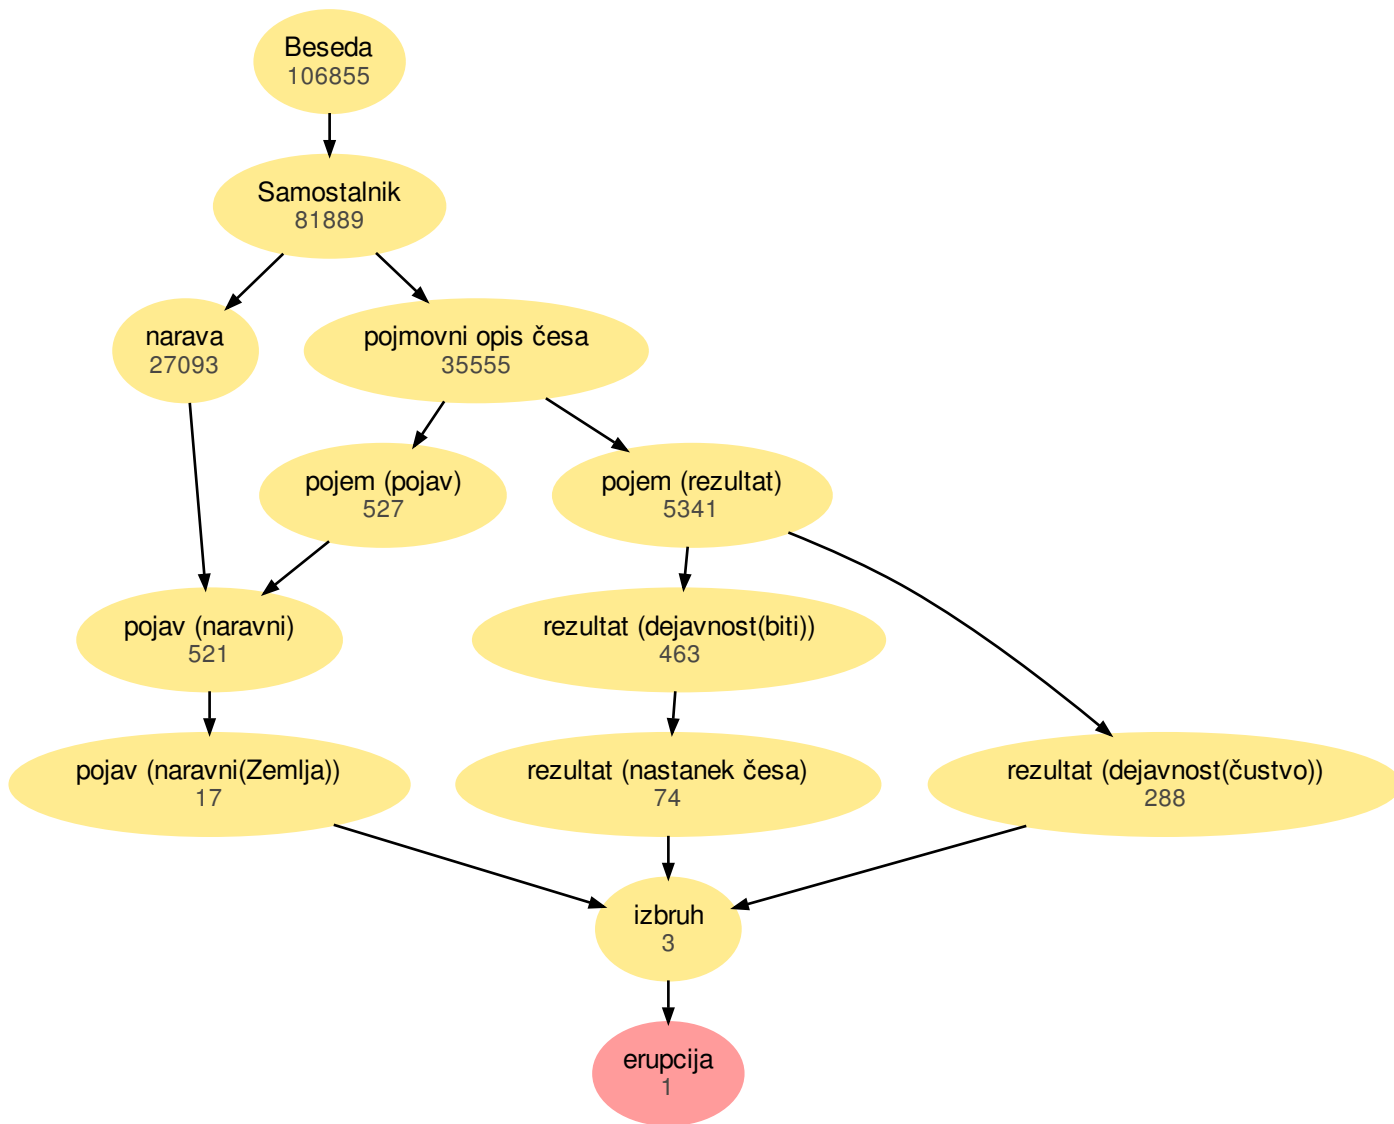 Beseda
106855
Samostalnik
81889
narava
27093
pojmovni opis česa
35555
pojem (pojav)
527
pojem (rezultat)
5341
pojav (naravni)
521
rezultat (dejavnost(biti))
463
pojav (naravni(Zemlja))
17
rezultat (nastanek česa)
74
rezultat (dejavnost(čustvo))
288
izbruh
3
erupcija
1